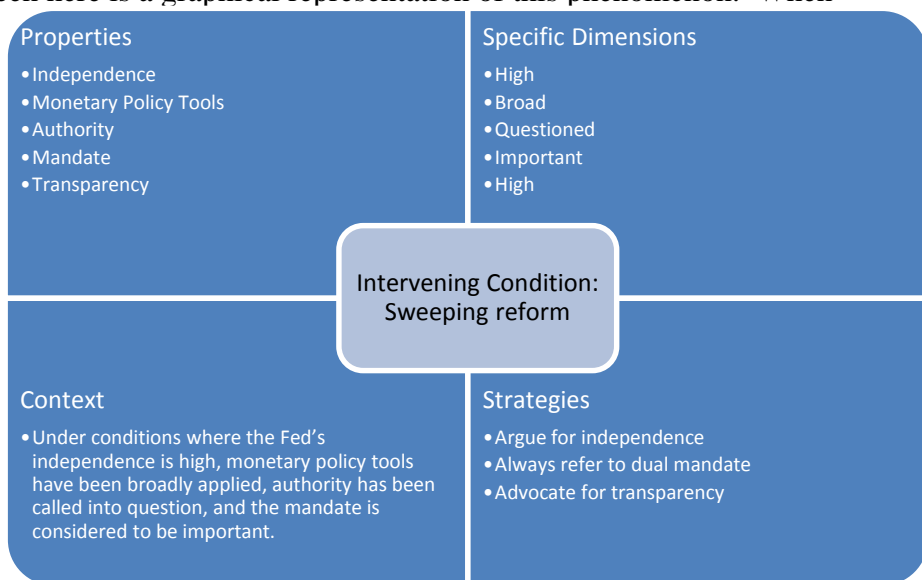 here is a graphical representation of this phenomenon. When
Properties
•Independence
•Monetary Policy Tools
•Authority
•Mandate
•Transparency
Specific Dimensions
•High
•Broad
•Questioned
•Important
•High
Intervening Condition:
Sweeping reform
Context
•Under conditions where the Fed's
independence is high, monetary policy tools
have been broadly applied, authority has been
called into question, and the mandate is
considered to be important.
Strategies
•Argue for independence
•Always refer to dual mandate
•Advocate for transparency